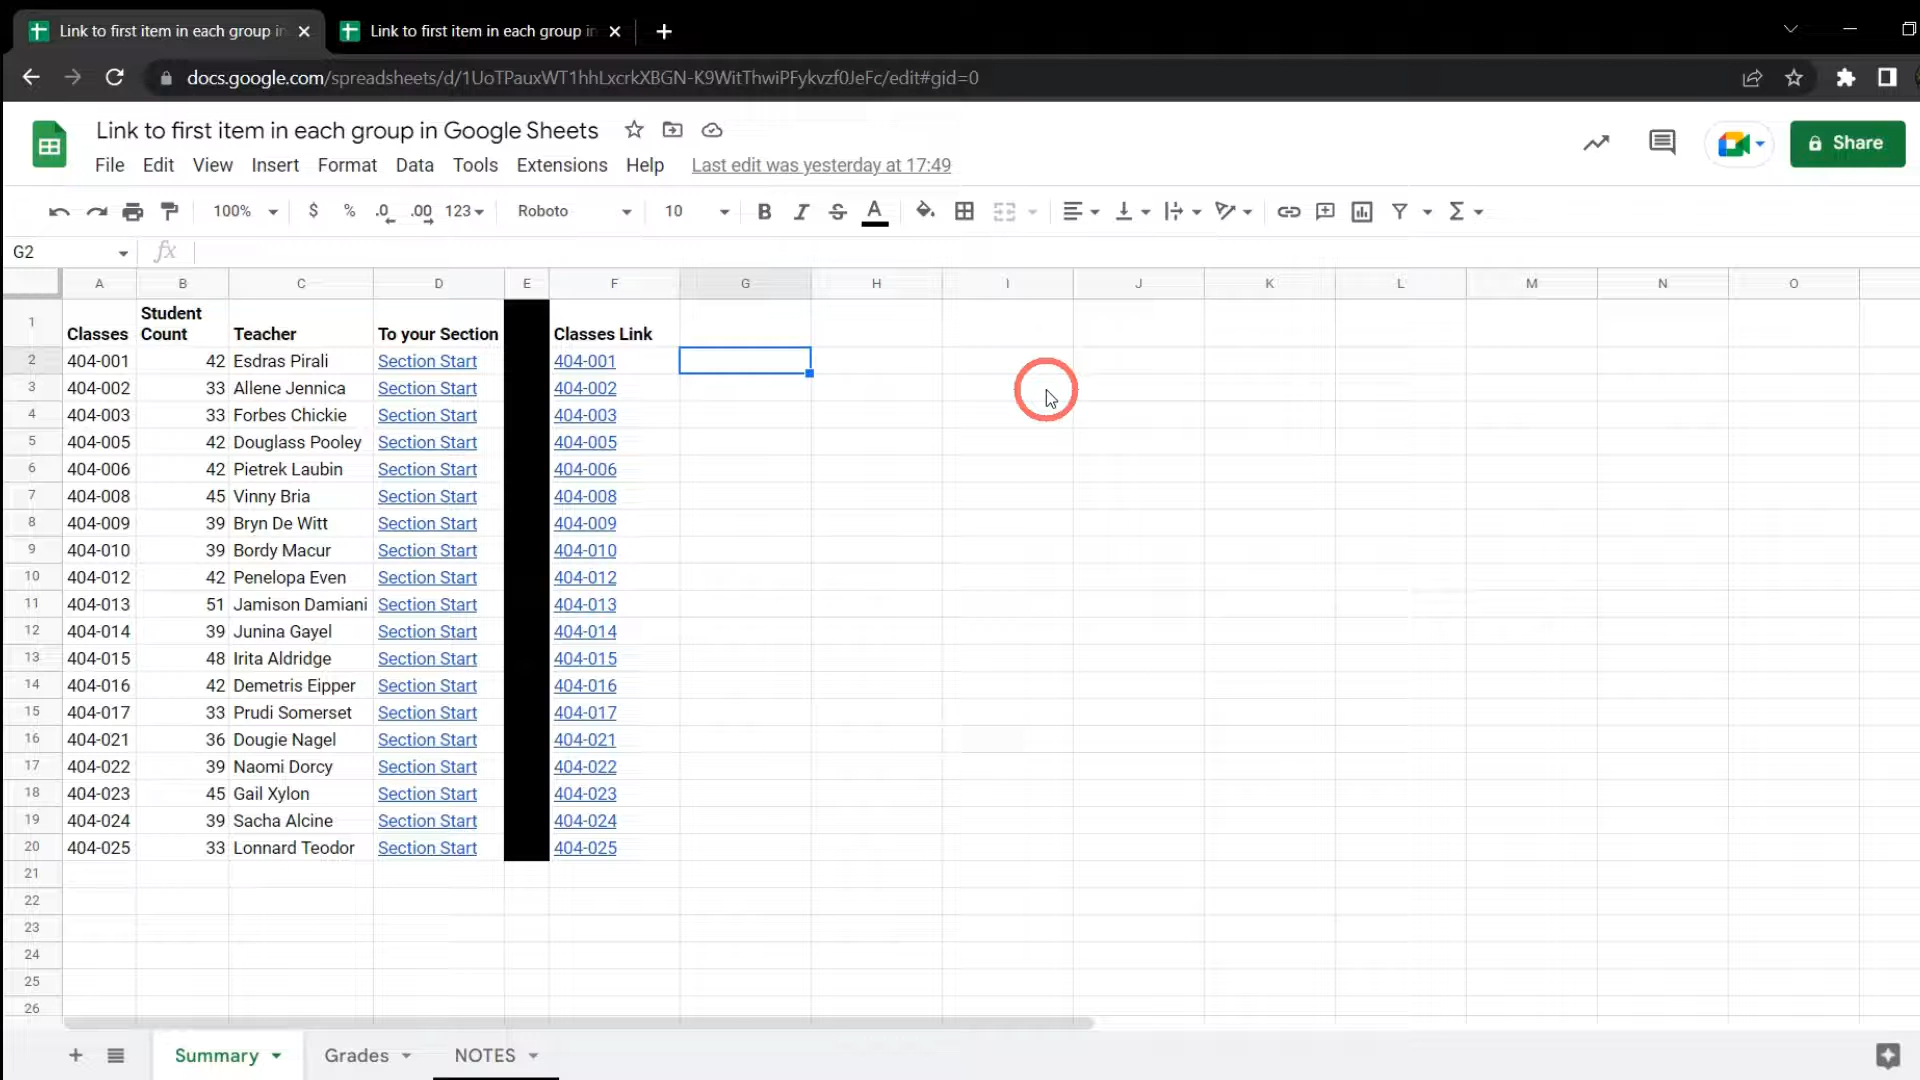 Link to first item in each group in
Link to first item in each group in
docs.google.com/spreadsheets/d/1UoTPauxWT1hhLxcrkXBGN-K9WitThwiPFykvzf0JeFc/edit#gid=0
Link to first item in each group in Google Sheets
File Edit View Insert Format Data Tools Extensions Help Last edit was yesterday at 17:49
Share
100% $ % .0 .00 123 Roboto 10 B I S A
G2 fx
A B C D E F G H I J K L M N O
1 Classes Student Count Teacher To your Section Classes Link
2 404-001 42 Esdras Pirali Section Start 404-001
3 404-002 33 Allene Jennica Section Start 404-002
4 404-003 33 Forbes Chickie Section Start 404-003
5 404-005 42 Douglass Pooley Section Start 404-005
6 404-006 42 Pietrek Laubin Section Start 404-006
7 404-008 45 Vinny Bria Section Start 404-008
8 404-009 39 Bryn De Witt Section Start 404-009
9 404-010 39 Bordy Macur Section Start 404-010
10 404-012 42 Penelopa Even Section Start 404-012
11 404-013 51 Jamison Damiani Section Start 404-013
12 404-014 39 Junina Gayel Section Start 404-014
13 404-015 48 Irita Aldridge Section Start 404-015
14 404-016 42 Demetris Eipper Section Start 404-016
15 404-017 33 Prudi Somerset Section Start 404-017
16 404-021 36 Dougie Nagel Section Start 404-021
17 404-022 39 Naomi Dorcy Section Start 404-022
18 404-023 45 Gail Xylon Section Start 404-023
19 404-024 39 Sacha Alcine Section Start 404-024
20 404-025 33 Lonnard Teodor Section Start 404-025
21
22
23
24
25
26
Summary Grades NOTES